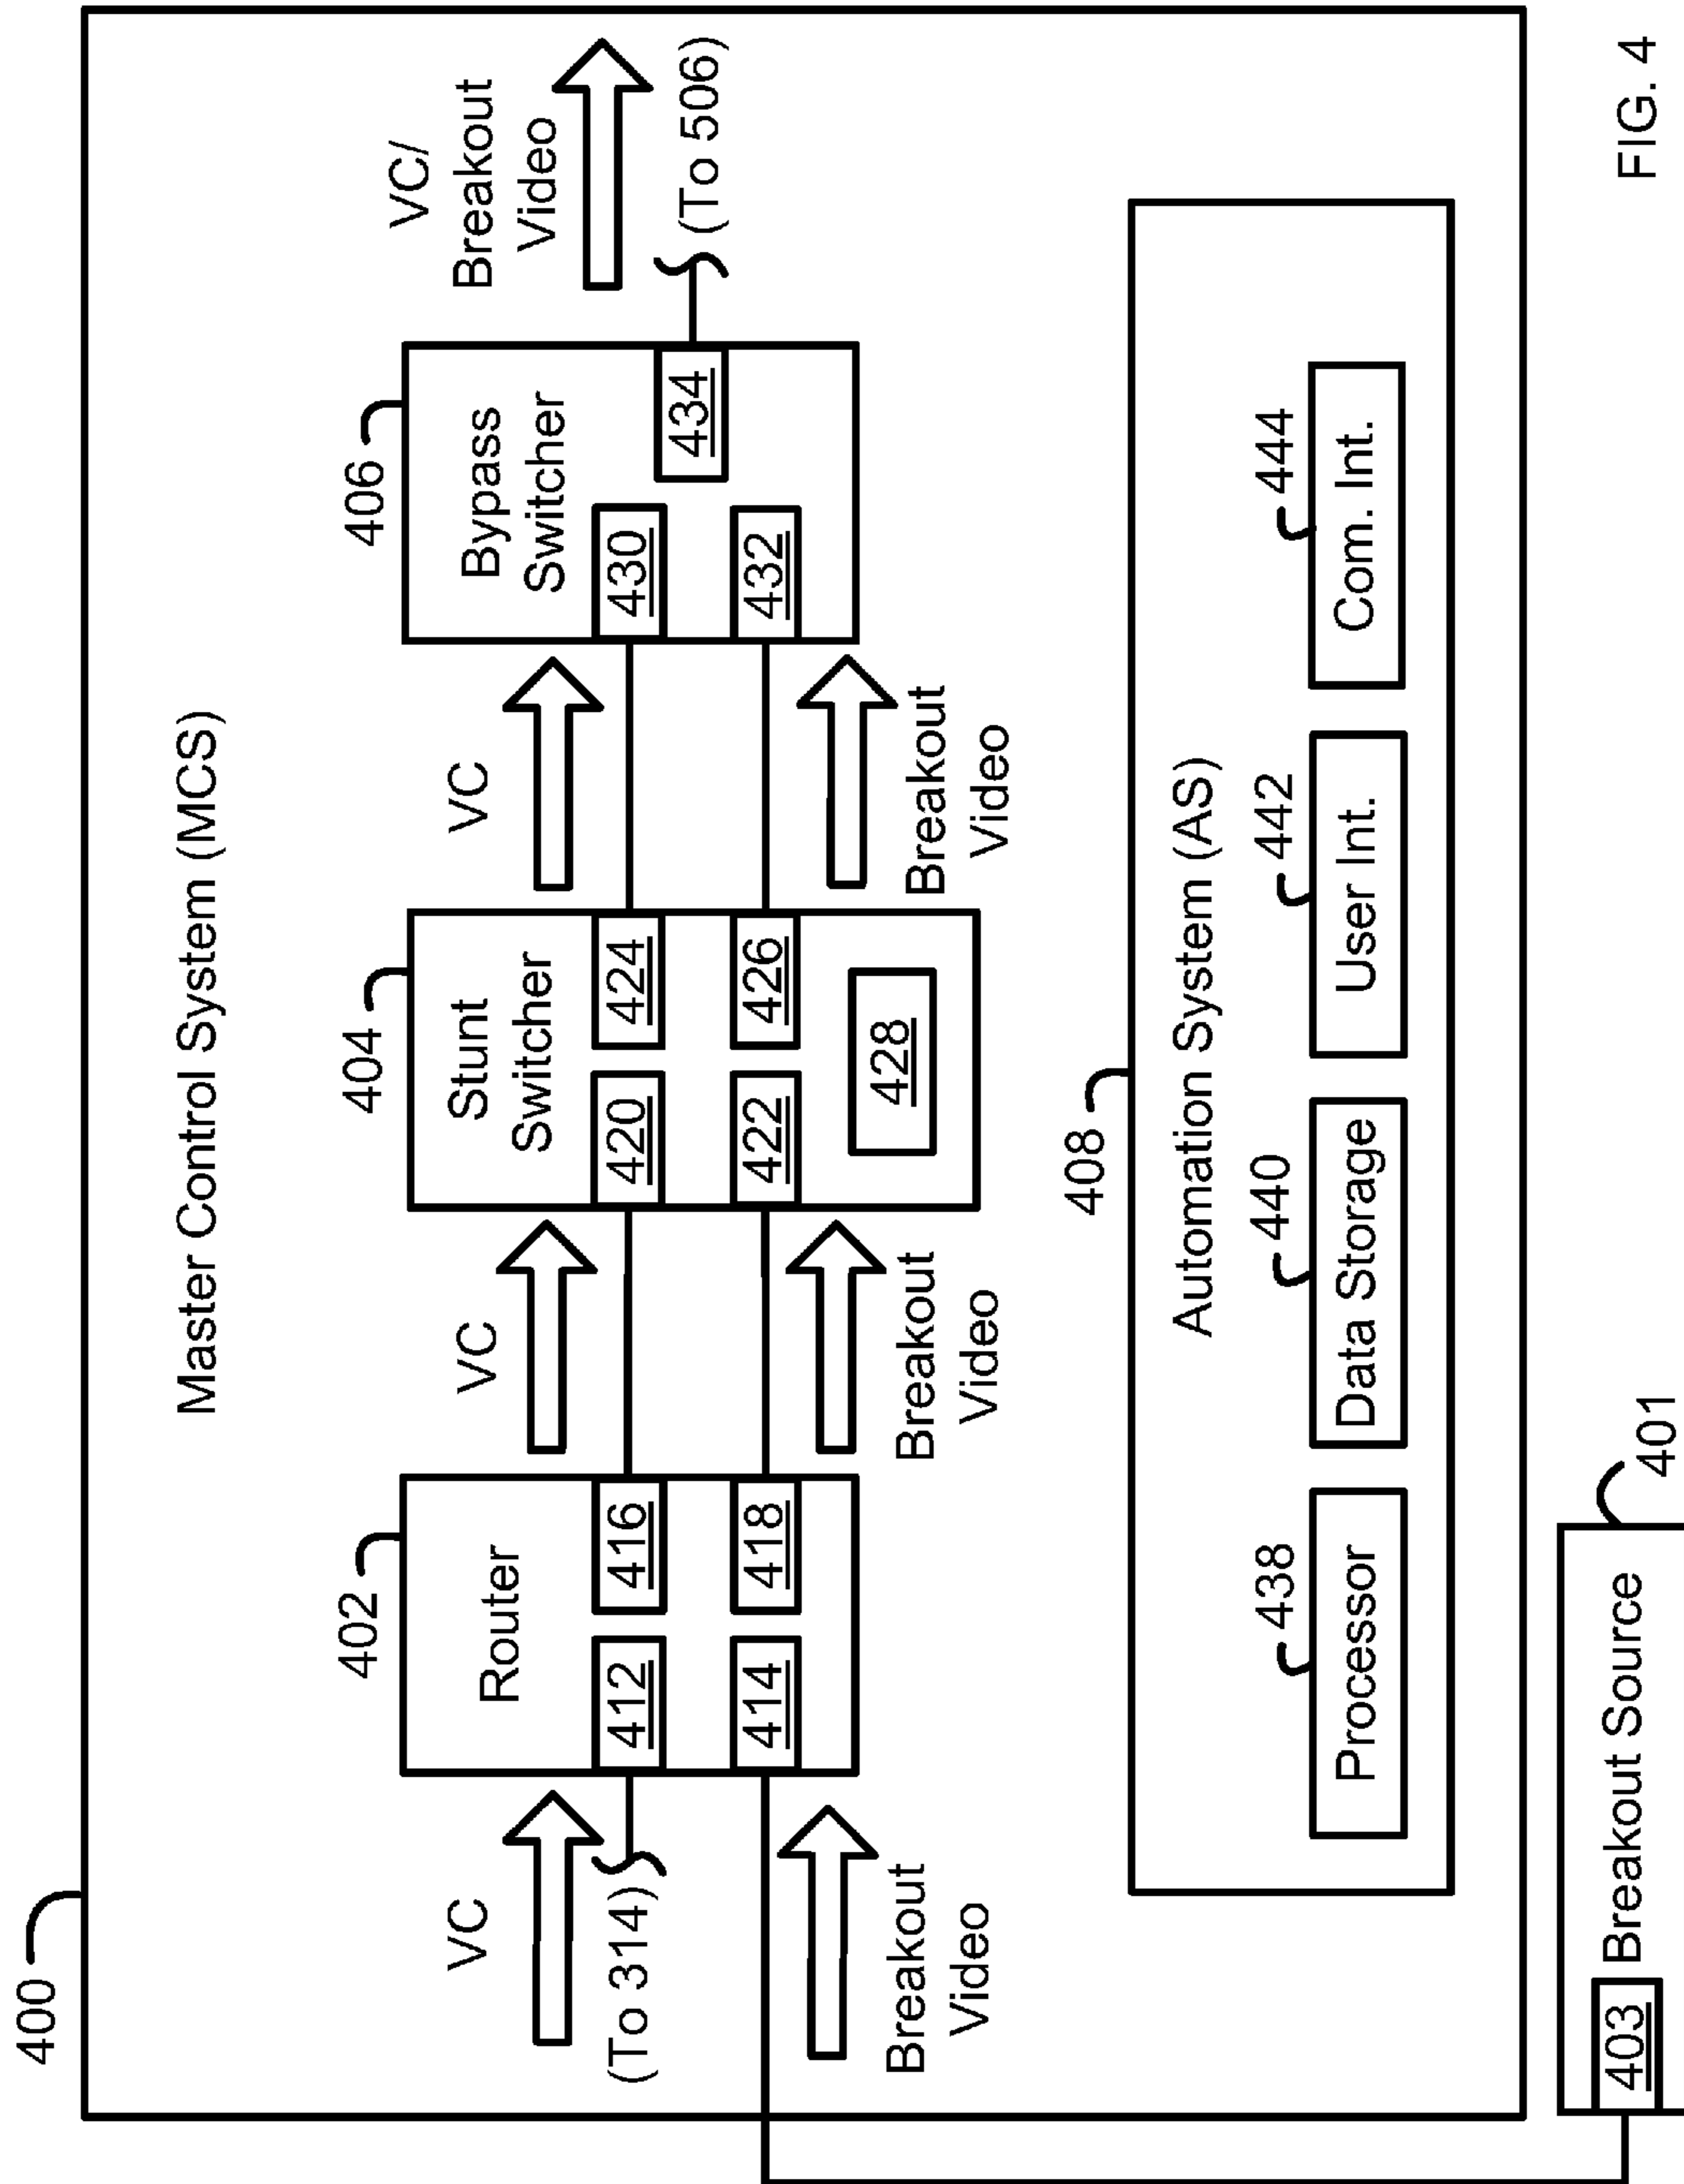 400
Master Control System (MCS)
402
404
406
Router
Stunt
Switcher
Bypass
Switcher
VC
VC
VC
VC/
Breakout
Video
412
416
420
424
430
434
(To 314)
(To 506)
414
418
422
426
432
428
Breakout
Video
Breakout
Video
Breakout
Video
408
Automation System (AS)
438
440
442
444
Processor
Data Storage
User Int.
Com. Int.
403
Breakout Source
401
FIG. 4